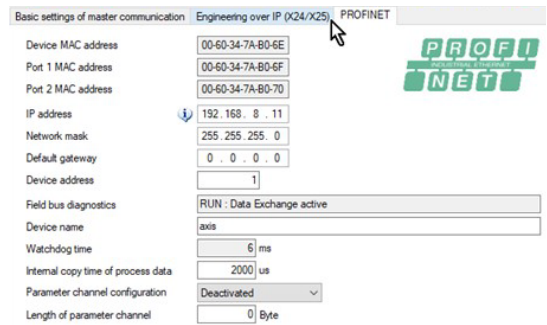 Basic settings of master communication Engineering over IP (X24/X25) PROFINET
Device MAC address 00-60-34-7A-B0-6E
Port 1 MAC address 00-60-34-7A-B0-6F
Port 2 MAC address 00-60-34-7A-B0-70
IP address 192.168. 8 . 11
Network mask 255.255.255. 0
Default gateway 0 . 0 . 0 . 0
Device address 1
Field bus diagnostics RUN : Data Exchange active
Device name axis
Watchdog time 6 ms
Internal copy time of process data 2000 us
Parameter channel configuration Deactivated
Length of parameter channel 0 Byte
PROFI
INDUSTRIAL ETHERNET
NET